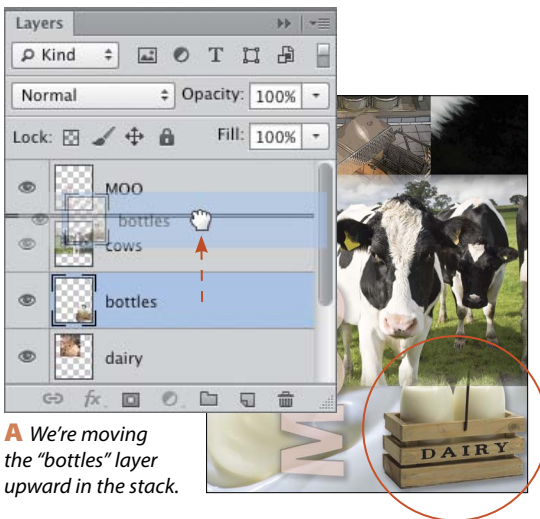 Layers
Kind
T
Normal Opacity: 100%
Lock: Fill: 100%
MOO
bottles
cows
bottles
dairy
fx
A We're moving
the "bottles" layer
upward in the stack.
M
DAIRY